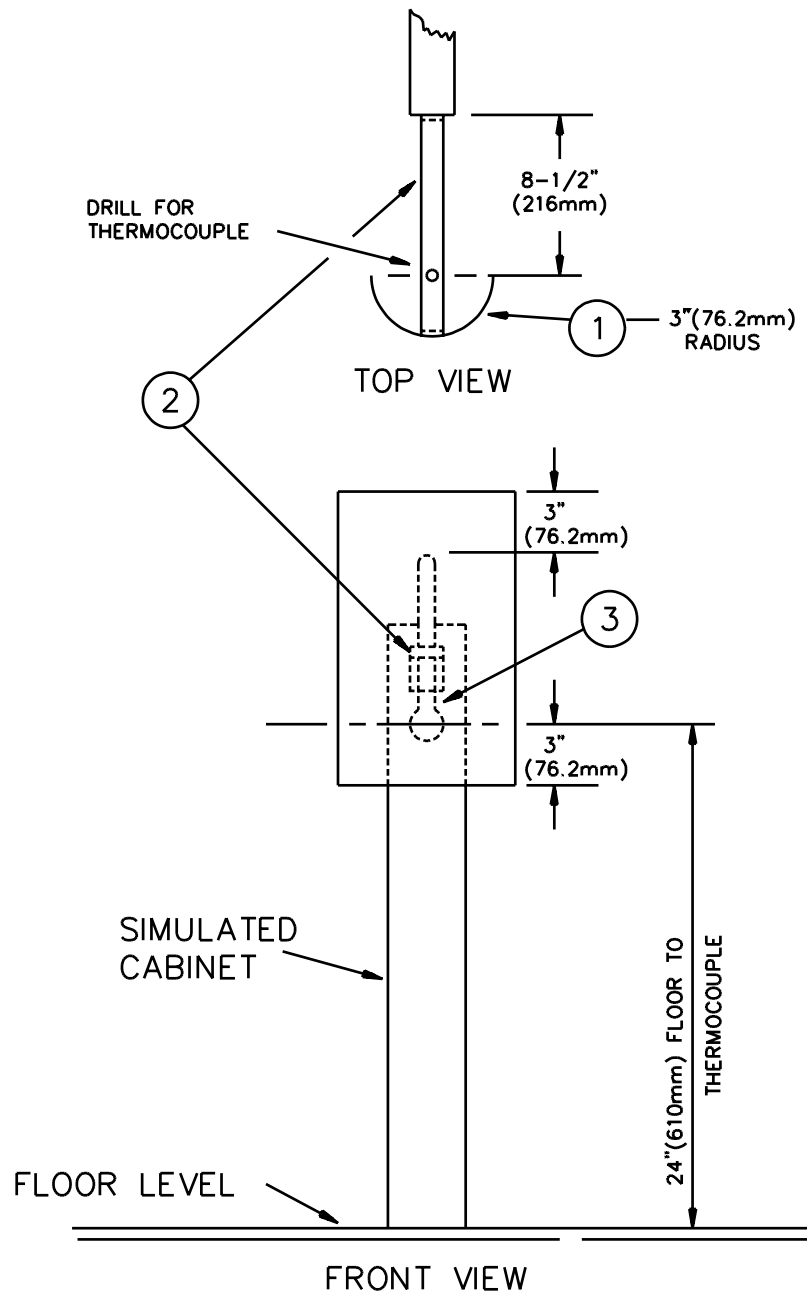 8-1/2"
(216mm)
DRILL FOR
THERMOCOUPLE
1
3"(76.2mm)
RADIUS
TOP VIEW
2
3"
(76.2mm)
3
3"
(76.2mm)
SIMULATED
CABINET
24"(610mm) FLOOR TO
THERMOCOUPLE
FLOOR LEVEL
FRONT VIEW